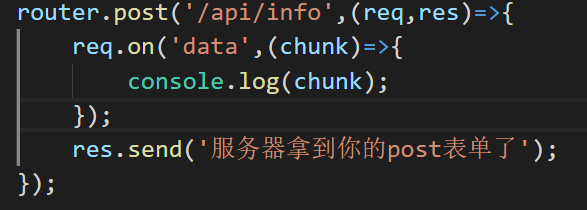 router.post('/api/info',(req,res)=>{
    req.on('data',(chunk)=>{
        console.log(chunk);
    });
    res.send('服务器拿到你的post表单了');
});